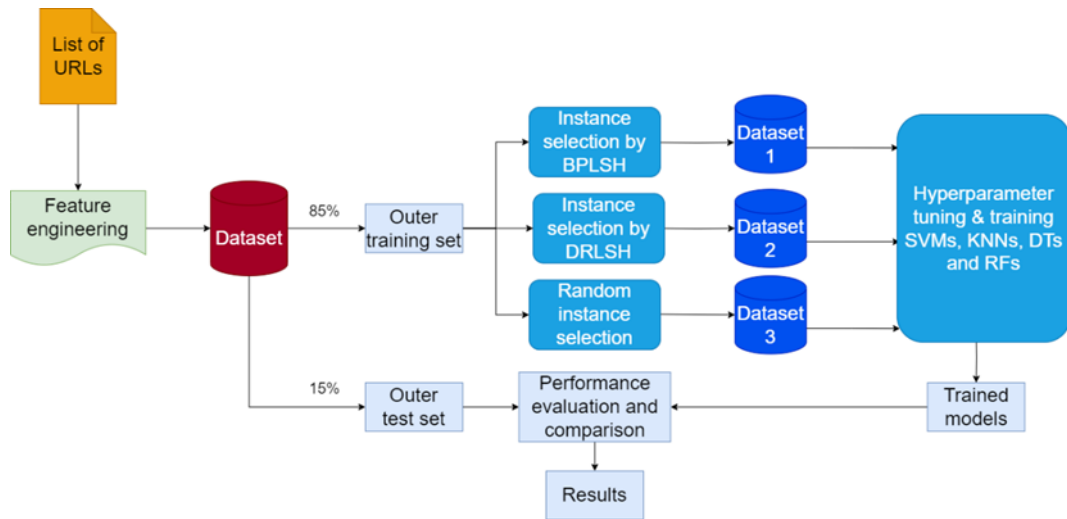 List of
URLs
Feature
engineering
Dataset
85%
Outer
training set
Instance
selection by
BPLSH
Dataset
1
Instance
selection by
DRLSH
Dataset
2
Random
instance
selection
Dataset
3
Hyperparameter
tuning & training
SVMs, KNNs, DTs
and RFs
15%
Outer
test set
Performance
evaluation and
comparison
Trained
models
Results